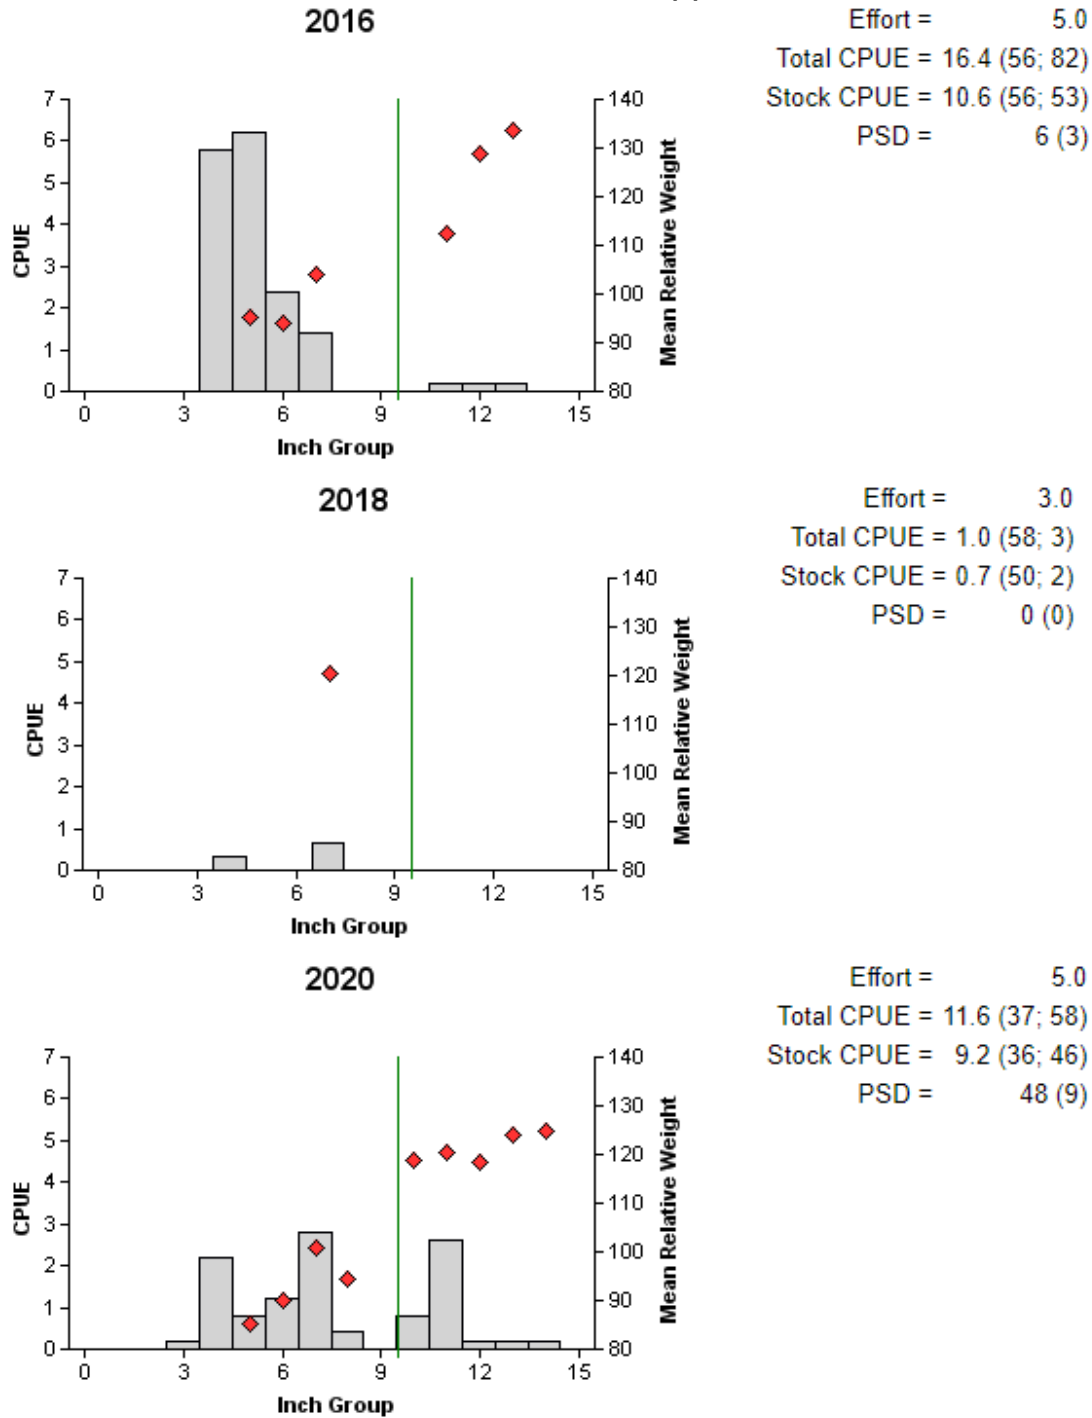 2016
Effort = 5.0
Total CPUE = 16.4 (56; 82)
Stock CPUE = 10.6 (56; 53)
PSD = 6 (3)
7 140
6 130
5 120
4 110
3 100
2 90
1
0 80
CPUE
Mean Relative Weight
0 3 6 9 12 15
Inch Group
2018
Effort = 3.0
Total CPUE = 1.0 (58; 3)
Stock CPUE = 0.7 (50; 2)
PSD = 0 (0)
7 140
6 130
5 120
4 110
3 100
2 90
1
0 80
CPUE
Mean Relative Weight
0 3 6 9 12 15
Inch Group
2020
Effort = 5.0
Total CPUE = 11.6 (37; 58)
Stock CPUE = 9.2 (36; 46)
PSD = 48 (9)
7 140
6 130
5 120
4 110
3 100
2 90
1
0 80
CPUE
Mean Relative Weight
0 3 6 9 12 15
Inch Group